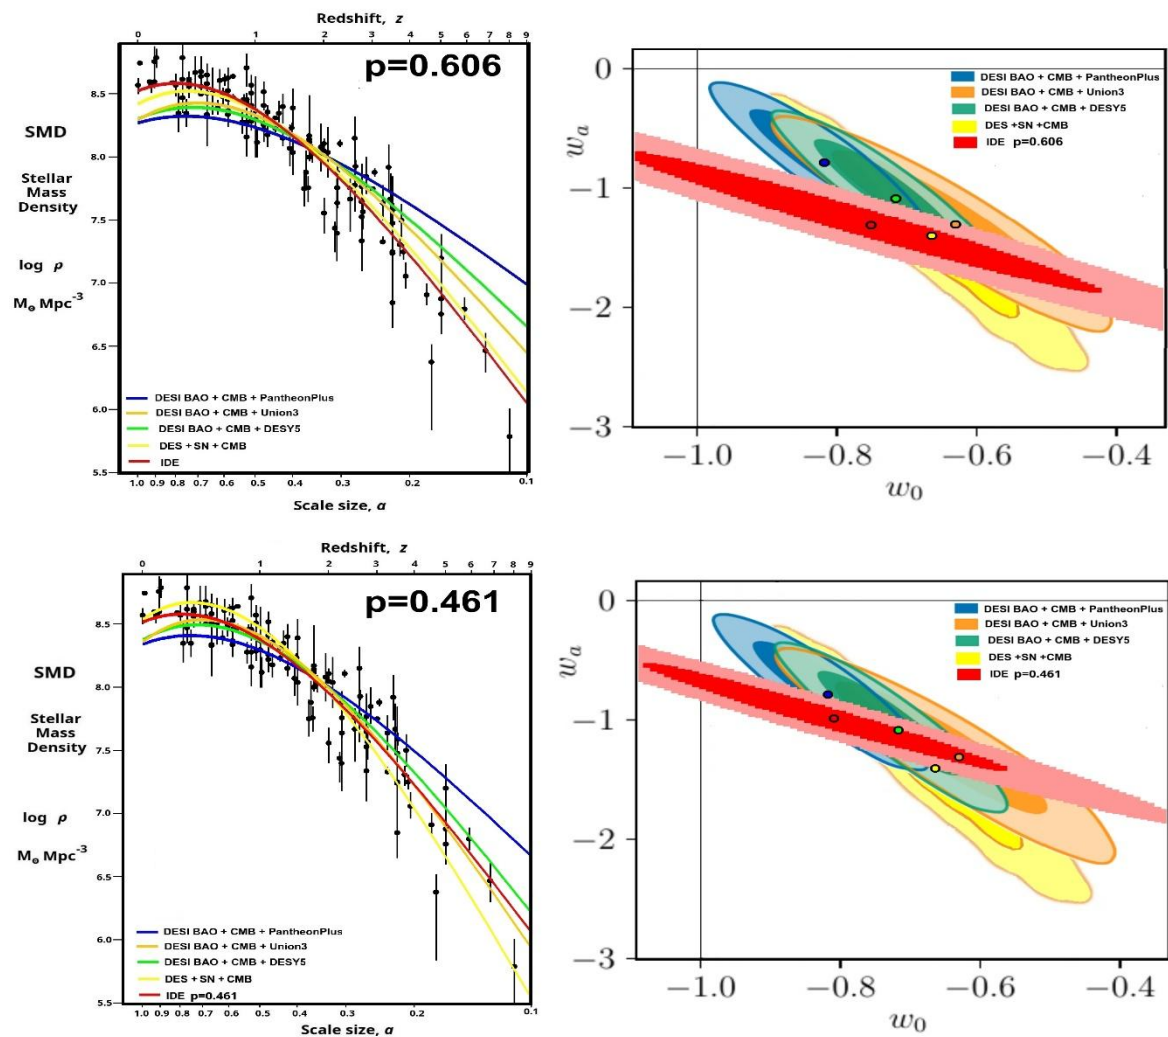 Redshift, z
0 1 2 3 4 5 6 7 8 9
p=0.606
SMD
Stellar
Mass
Density
log ρ
M⊙ Mpc-3
8.5
8.0
7.5
7.0
6.5
6.0
5.5
DESI BAO + CMB + PantheonPlus
DESI BAO + CMB + Union3
DESI BAO + CMB + DESY5
DES + SN + CMB
IDE
1.0 0.9 0.8 0.7 0.6 0.5 0.4 0.3 0.2 0.1
Scale size, a
DESI BAO + CMB + PantheonPlus
DESI BAO + CMB + Union3
DESI BAO + CMB + DESY5
DES +SN +CMB
IDE p=0.606
wa
0
−1
−2
−3
−1.0 −0.8 −0.6 −0.4
w0
Redshift, z
0 1 2 3 4 5 6 7 8 9
p=0.461
SMD
Stellar
Mass
Density
log ρ
M⊙ Mpc-3
8.5
8.0
7.5
7.0
6.5
6.0
5.5
DESI BAO + CMB + PantheonPlus
DESI BAO + CMB + Union3
DESI BAO + CMB + DESY5
DES + SN + CMB
IDE p=0.461
1.0 0.9 0.8 0.7 0.6 0.5 0.4 0.3 0.2 0.1
Scale size, a
DESI BAO + CMB + PantheonPlus
DESI BAO + CMB + Union3
DESI BAO + CMB + DESY5
DES +SN +CMB
IDE p=0.461
wa
0
−1
−2
−3
−1.0 −0.8 −0.6 −0.4
w0